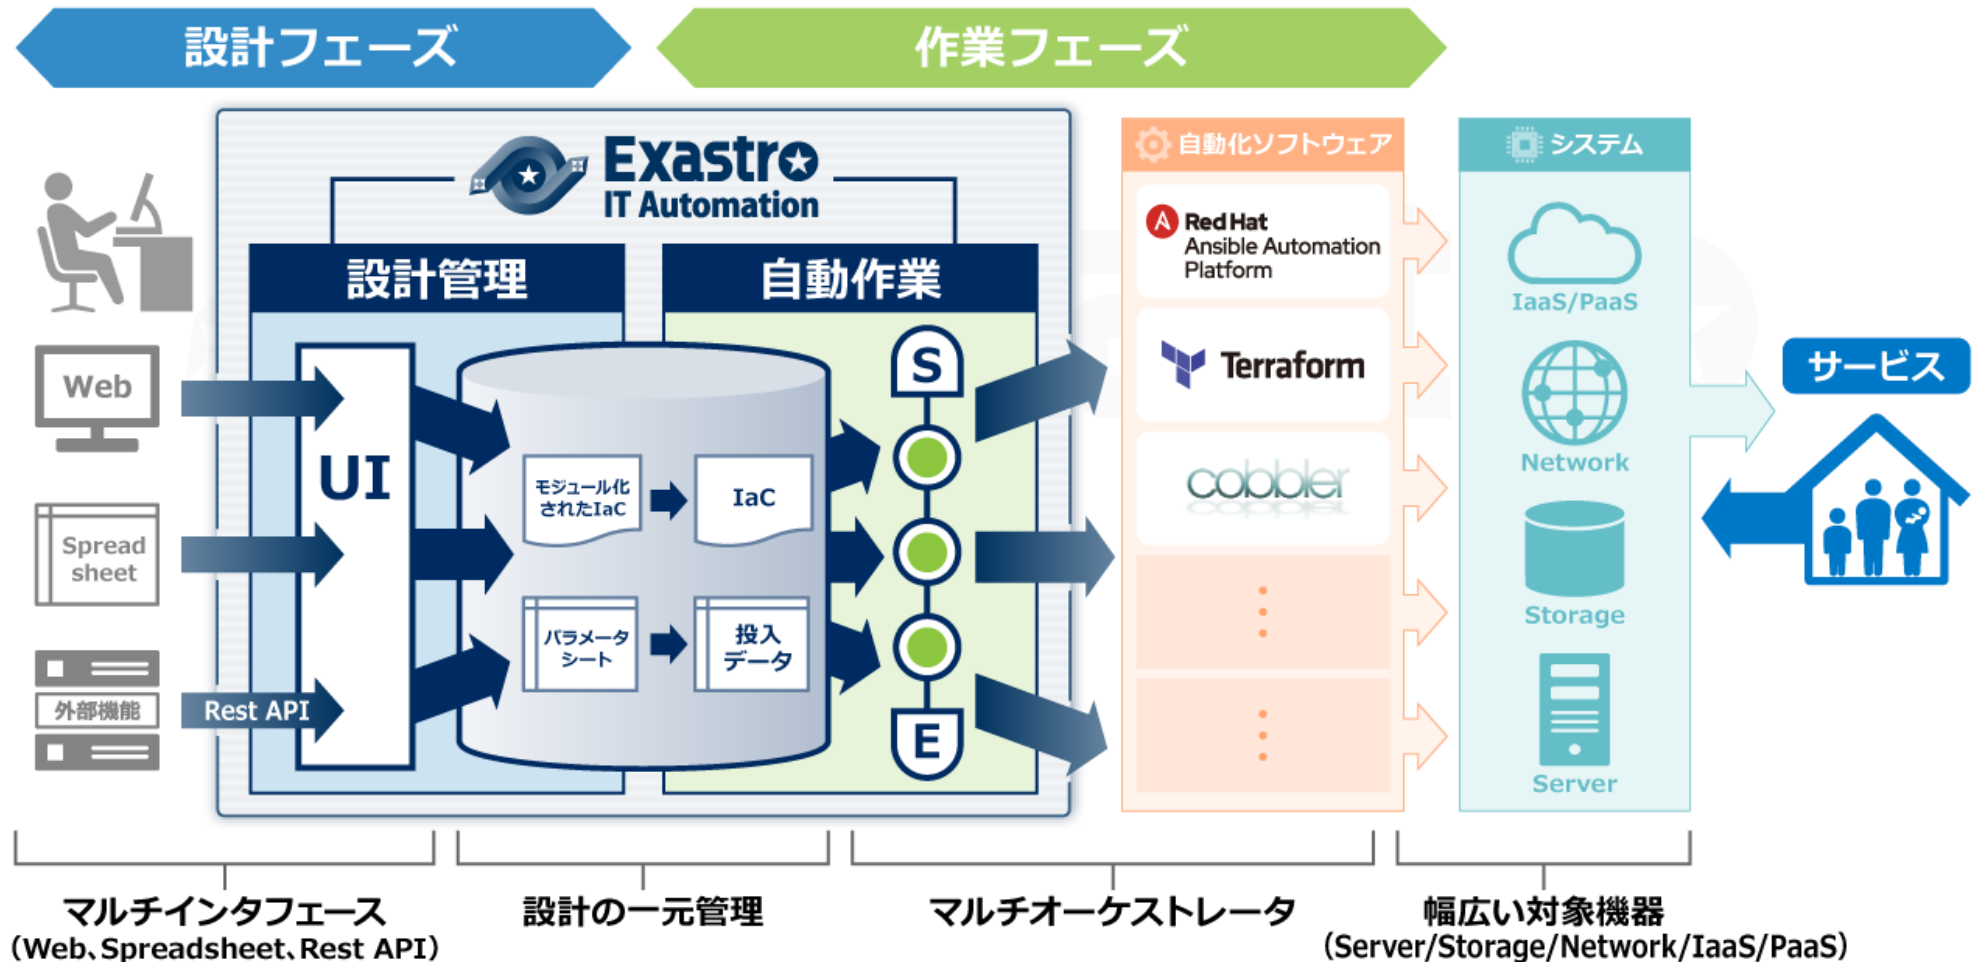 設計フェーズ
作業フェーズ
Exastro
IT Automation
自動化ソフトウェア
システム
設計管理
自動作業
Web
Spread
sheet
外部機能
Rest API
UI
モジュール化
されたIaC
IaC
パラメータ
シート
投入
データ
S
E
Red Hat
Ansible Automation
Platform
Terraform
cobbler
IaaS/PaaS
Network
Storage
Server
サービス
マルチインタフェース
(Web、Spreadsheet、Rest API)
設計の一元管理
マルチオーケストレータ
幅広い対象機器
(Server/Storage/Network/IaaS/PaaS)